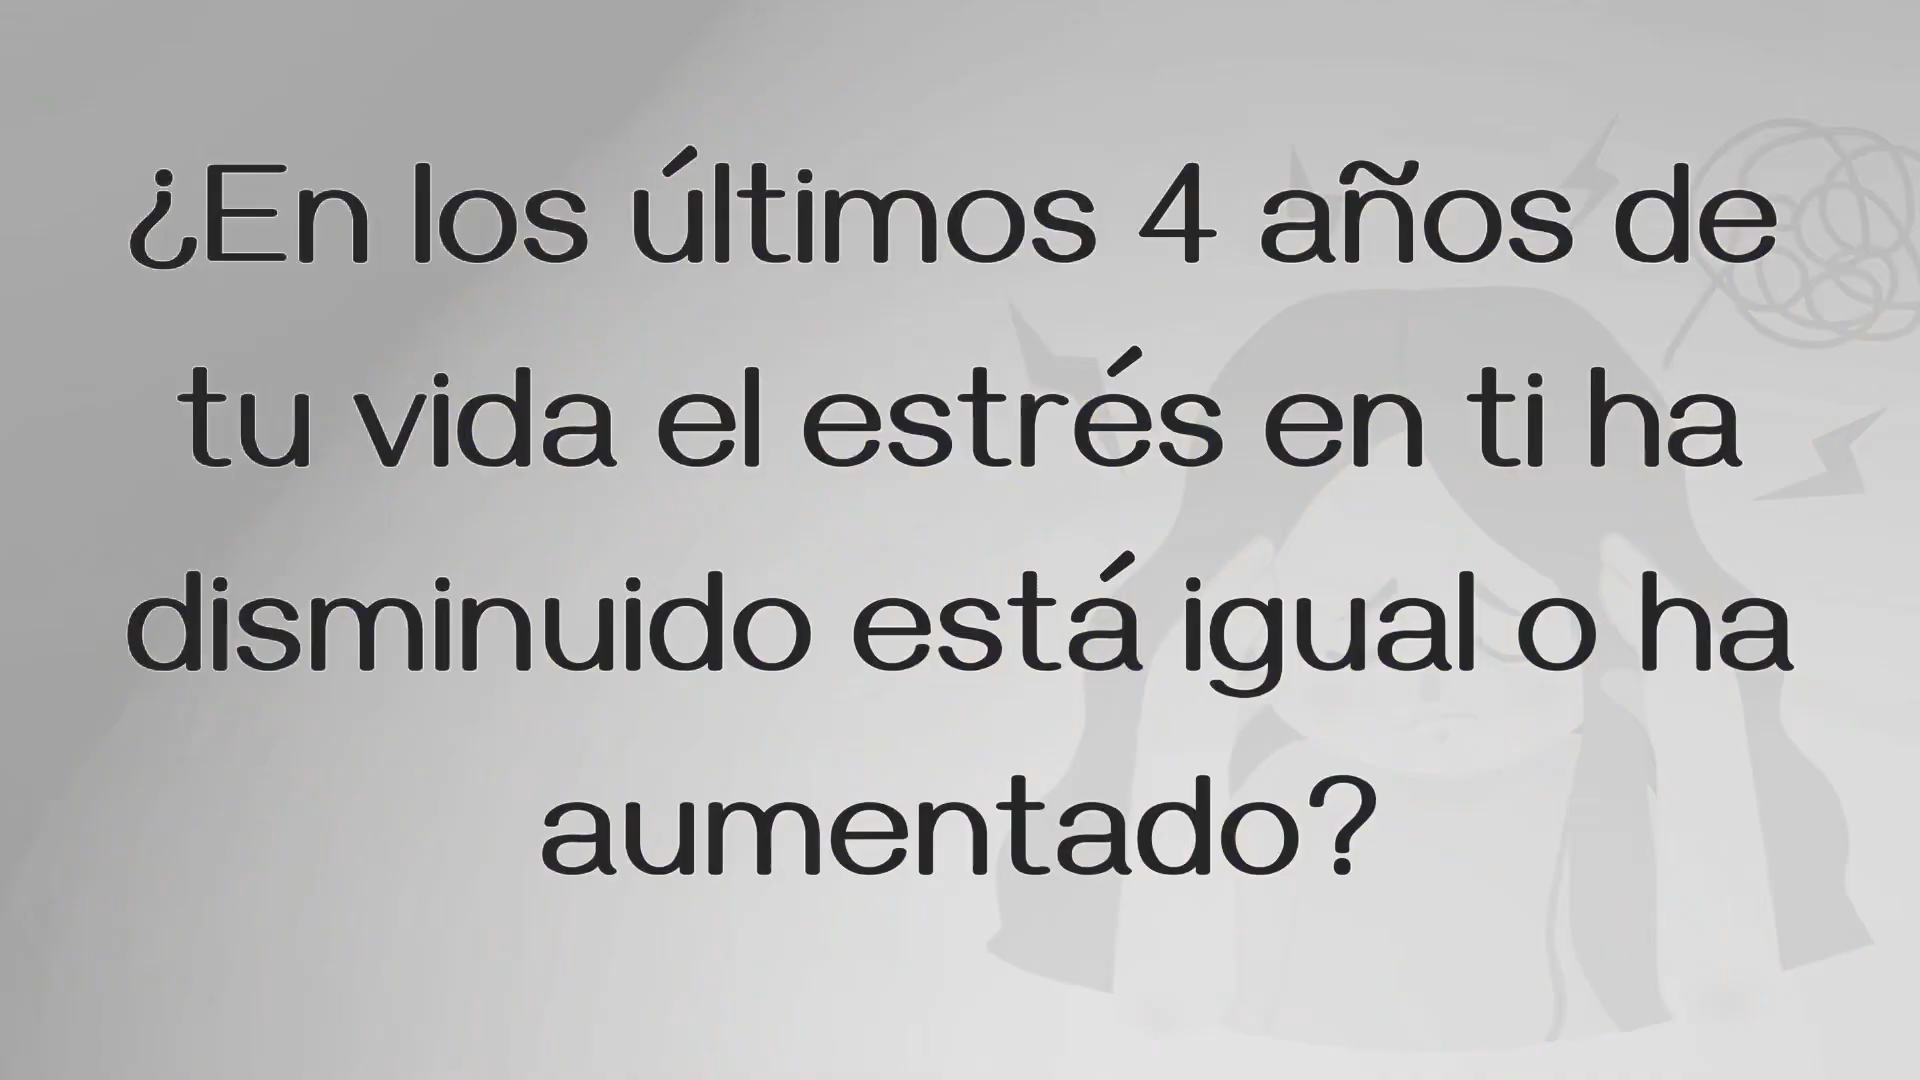 ¿En los últimos 4 años de
tu vida el estrés en ti ha
disminuido está igual o ha
aumentado?